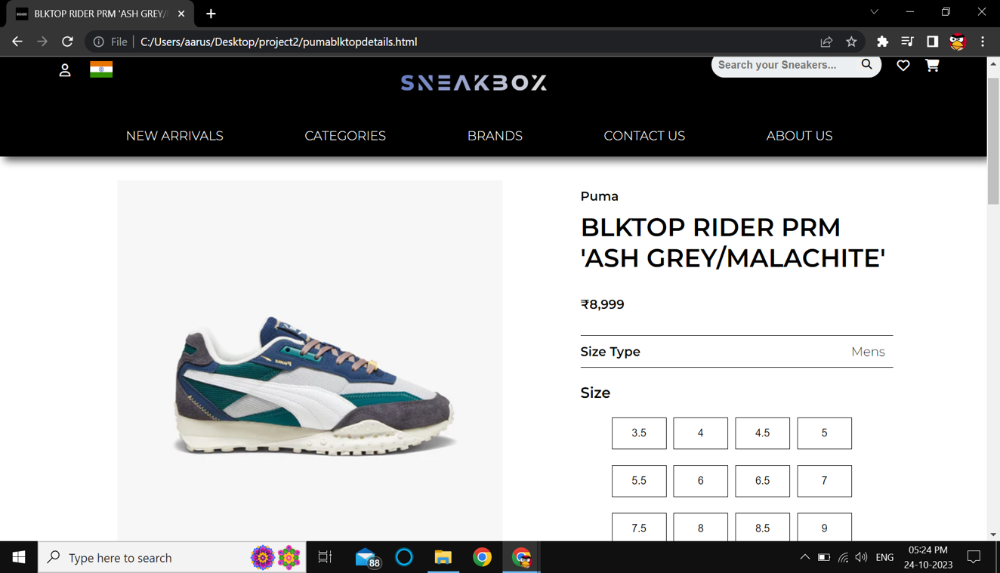 BLKTOP RIDER PRM 'ASH GREY/
File
C:/Users/aarus/Desktop/project2/pumablktopdetails.html
Search your Sneakers...
SNEAKBOX
NEW ARRIVALS
CATEGORIES
BRANDS
CONTACT US
ABOUT US
Puma
BLKTOP RIDER PRM
'ASH GREY/MALACHITE'
₹8,999
Size Type
Mens
Size
3.5
4
4.5
5
5.5
6
6.5
7
7.5
8
8.5
9
Type here to search
88
ENG
05:24 PM
24-10-2023